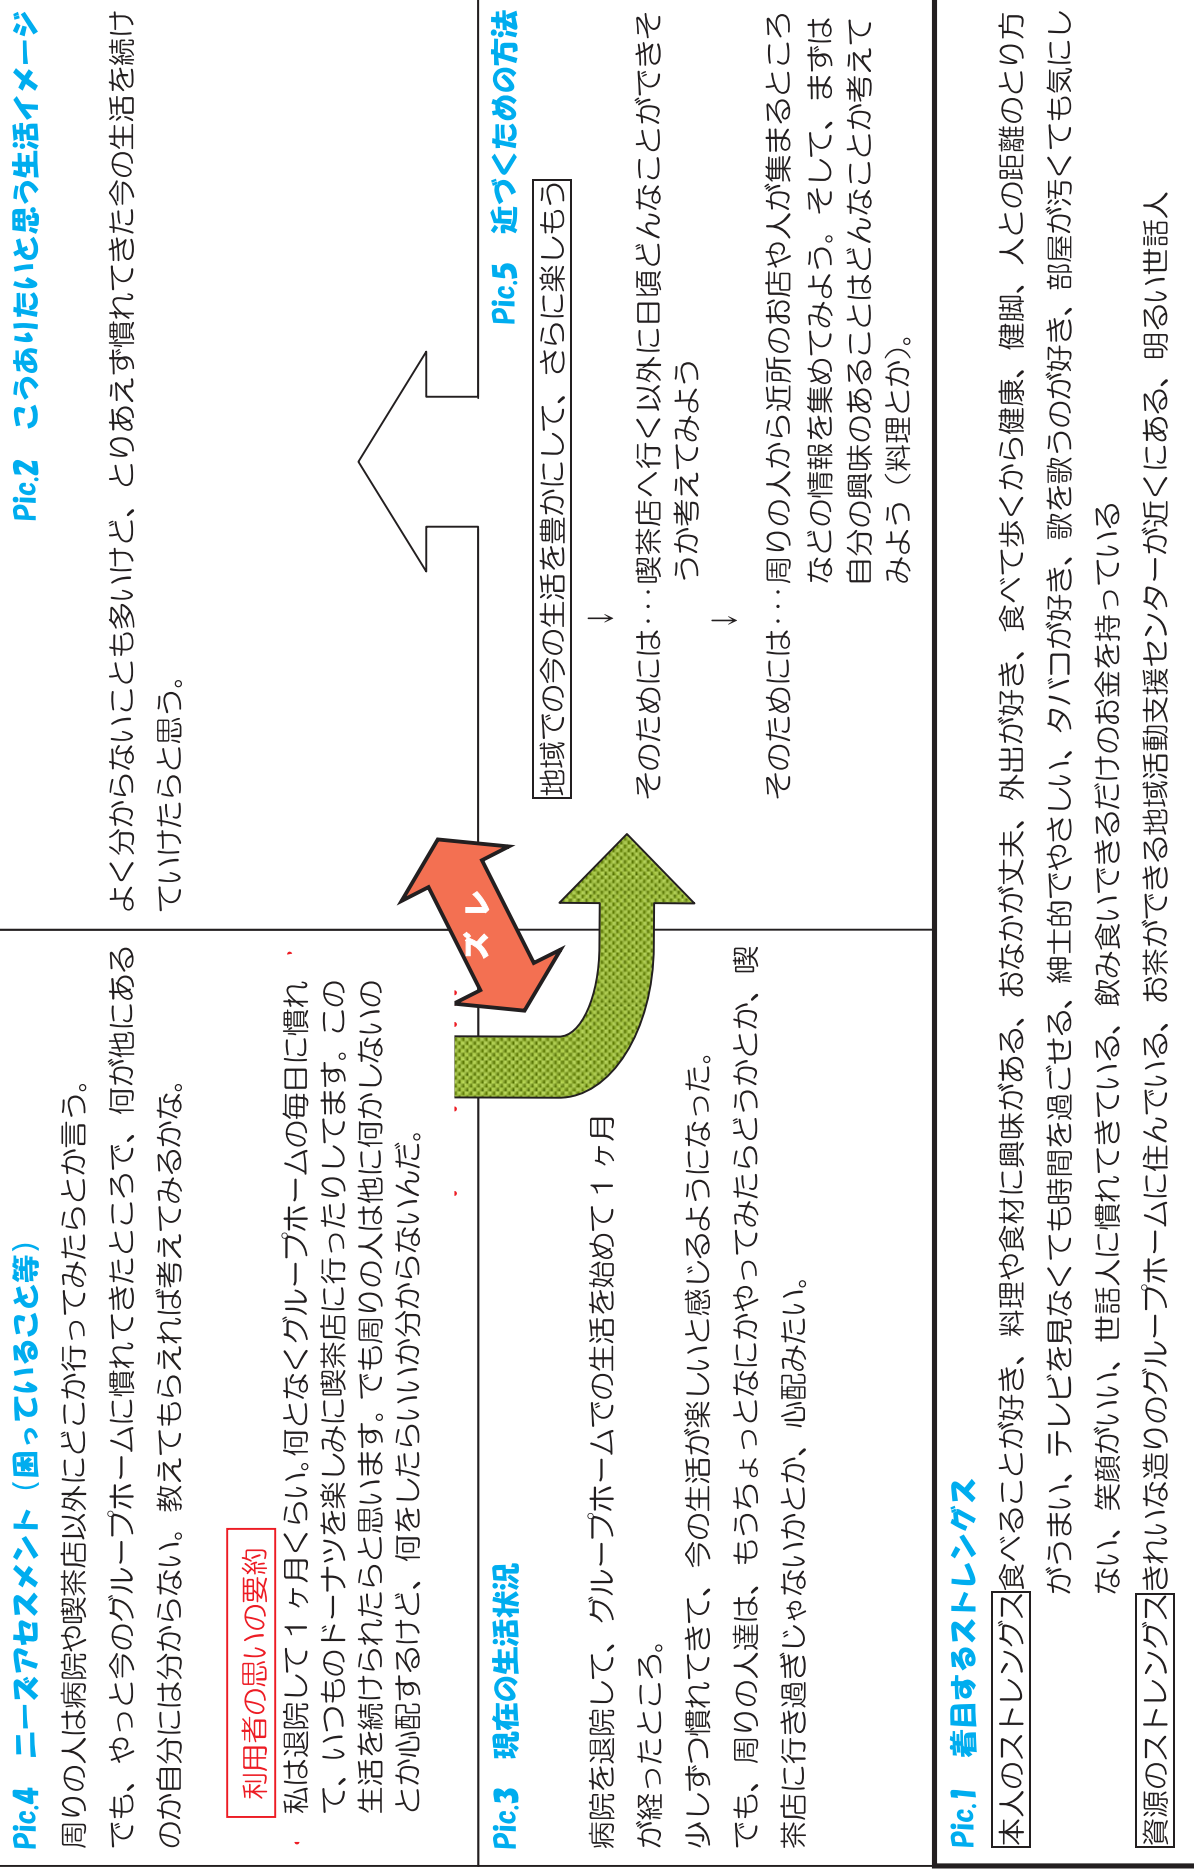 Pic.4　ニーズアセスメント（困っていること等）
周りの人は病院や喫茶店以外にどこか行ってみたらとか言う。
でも、やっと今のグループホームに慣れてきたところで、何が他にある
のか自分には分からない。教えてもらえれば考えてみるかな。
利用者の思いの要約
私は退院して１ヶ月くらい。何となくグループホームの毎日に慣れ
て、いつものドーナツを楽しみに喫茶店に行ったりしてます。この
生活を続けられたらと思います。でも周りの人は他に何かしないの
とか心配するけど、何をしたらいいか分からないんだ。
Pic.2　こうありたいと思う生活イメージ
よく分からないことも多いけど、とりあえず慣れてきた今の生活を続け
ていけたらと思う。
ズレ
Pic.3　現在の生活状況
病院を退院して、グループホームでの生活を始めて１ヶ月
が経ったところ。
少しずつ慣れてきて、今の生活が楽しいと感じるようになった。
でも、周りの人達は、もうちょっとなにかやってみたらどうかとか、喫
茶店に行き過ぎじゃないかとか、心配みたい。
Pic.5　近づくための方法
地域での今の生活を豊かにして、さらに楽しもう
↓
そのためには･･･喫茶店へ行く以外に日頃どんなことができそ
うか考えてみよう
↓
そのためには･･･周りの人から近所のお店や人が集まるところ
などの情報を集めてみよう。そして、まずは
自分の興味のあることはどんなことか考えて
みよう（料理とか）。
Pic.1　着目するストレングス
本人のストレングス食べることが好き、料理や食材に興味がある、おなかが丈夫、外出が好き、食べて歩くから健康、健脚、人との距離のとり方
がうまい、テレビを見なくても時間を過ごせる、紳士的でやさしい、タバコが好き、歌を歌うのが好き、部屋が汚くても気にし
ない、笑顔がいい、世話人に慣れてきている、飲み食いできるだけのお金を持っている
資源のストレングスきれいな造りのグループホームに住んでいる、お茶ができる地域活動支援センターが近くにある、明るい世話人